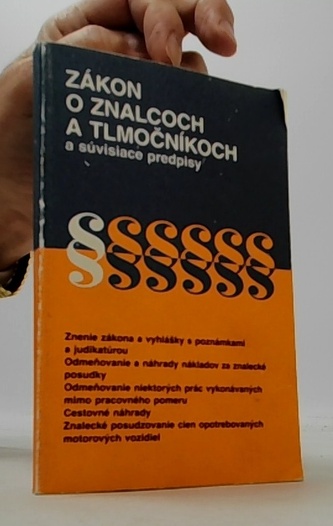 ZÁKON
O ZNALCOCH
A TLMOČNÍKOCH
a súvisiace predpisy
§§§§§§
Znenie zákona a vyhlášky s poznámkami
a judikatúrou
Odmeňovanie a náhrady nákladov za znalecké
posudky
Odmeňovanie niektorých prác vykonávaných
mimo pracovného pomeru
Cestovné náhrady
Znalecké posudzovanie cien opotrebovaných
motorových vozidiel